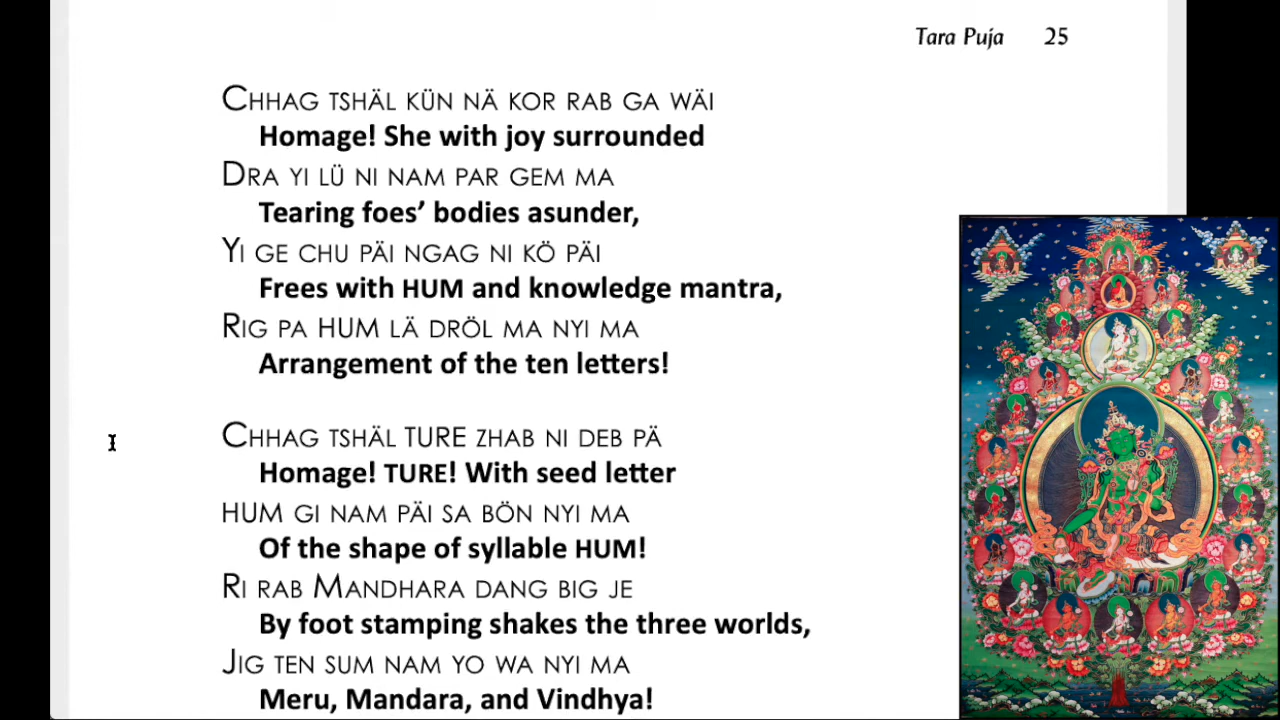 Tara Puja 25
CHHAG TSHÄL KÜN NÄ KOR RAB GA WÄI
Homage! She with joy surrounded
DRA YI LÜ NI NAM PAR GEM MA
Tearing foes’ bodies asunder,
YI GE CHU PÄI NGAG NI KÖ PÄI
Frees with HUM and knowledge mantra,
RIG PA HUM LÄ DRÖL MA NYI MA
Arrangement of the ten letters!
CHHAG TSHÄL TURE ZHAB NI DEB PÄ
Homage! TURE! With seed letter
HUM GI NAM PÄI SA BÖN NYI MA
Of the shape of syllable HUM!
RI RAB MANDHARA DANG BIG JE
By foot stamping shakes the three worlds,
JIG TEN SUM NAM YO WA NYI MA
Meru, Mandara, and Vindhya!